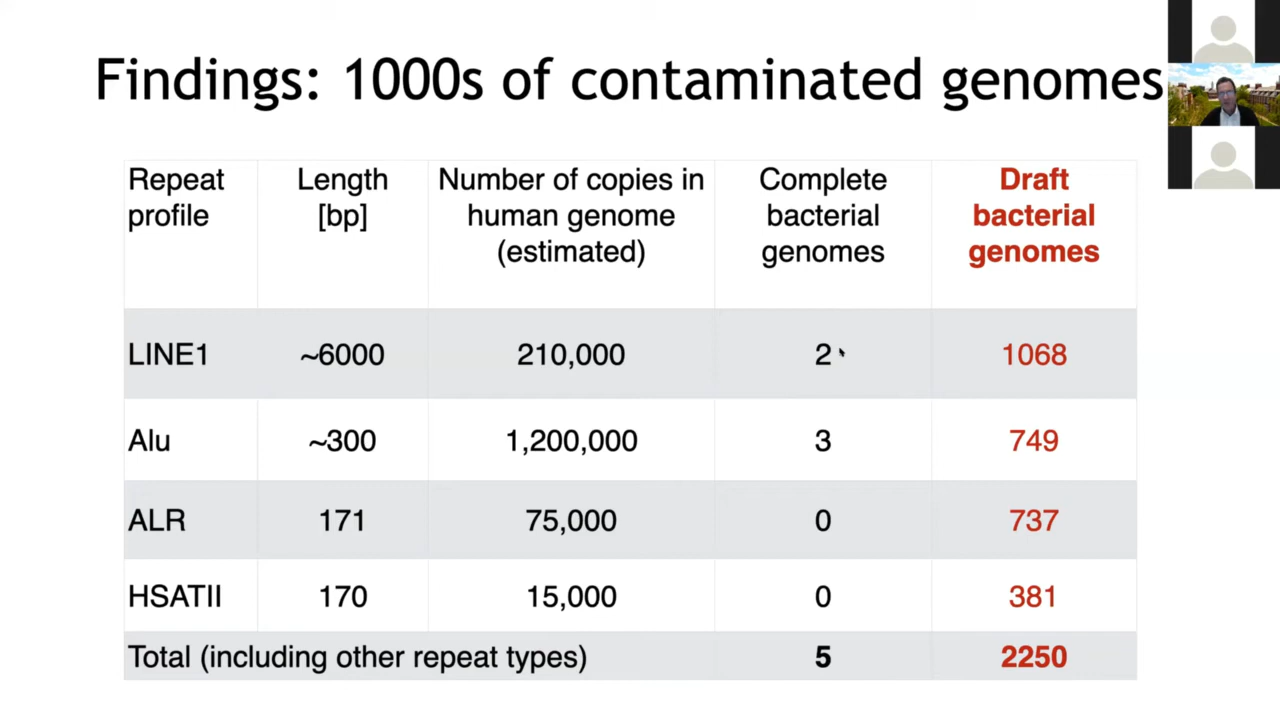 Findings: 1000s of contaminated genomes
Repeat profile
Length [bp]
Number of copies in human genome (estimated)
Complete bacterial genomes
Draft bacterial genomes
LINE1 ~6000 210,000 2 1068
Alu ~300 1,200,000 3 749
ALR 171 75,000 0 737
HSATII 170 15,000 0 381
Total (including other repeat types) 5 2250